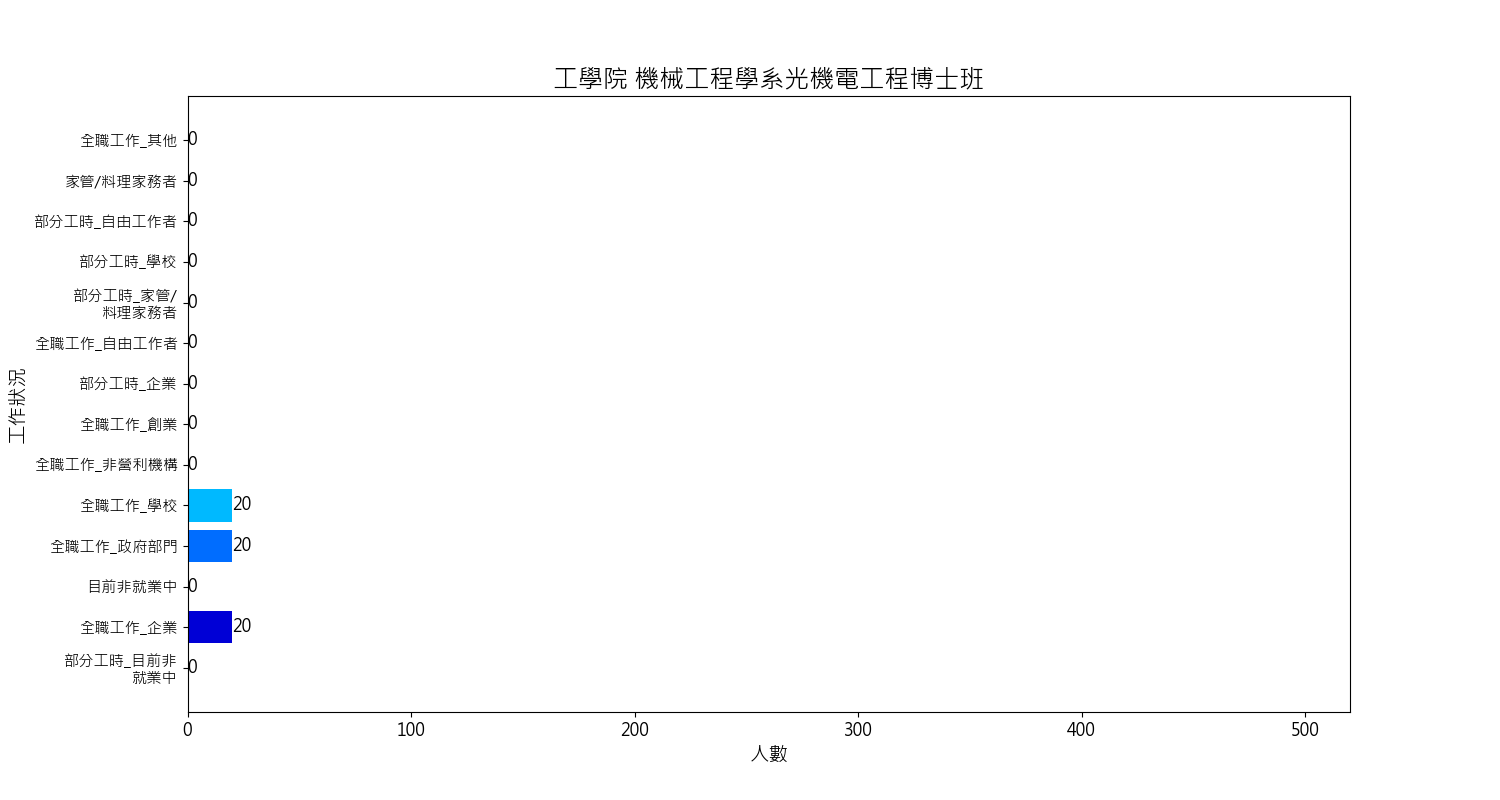 工學院 機械工程學系光機電工程博士班
全職工作_其他 0
家管/料理家務者 0
部分工時_自由工作者 0
部分工時_學校 0
部分工時_家管/
料理家務者 0
全職工作_自由工作者 0
部分工時_企業 0
全職工作_創業 0
全職工作_非營利機構 0
全職工作_學校 20
全職工作_政府部門 20
目前非就業中 0
全職工作_企業 20
部分工時_目前非
就業中 0
工作狀況
0 100 200 300 400 500
人數